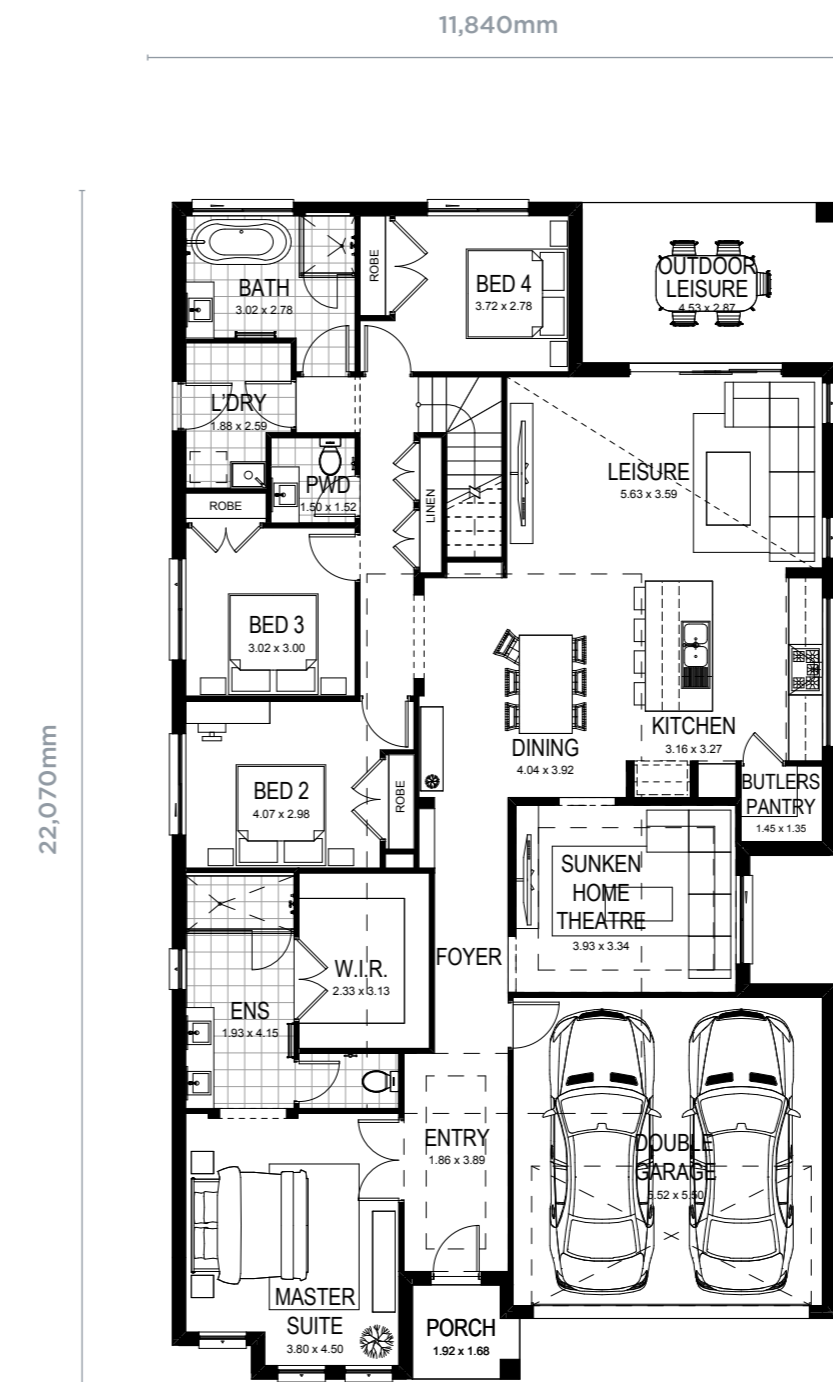 11,840mm
22,070mm
BATH
3.02 x 2.78
ROBE
BED 4
3.72 x 2.78
OUTDOOR
LEISURE
4.53 x 2.87
L'DRY
1.88 x 2.59
PWD
1.50 x 1.52
ROBE
LINEN
LEISURE
5.63 x 3.59
BED 3
3.02 x 3.00
KITCHEN
3.16 x 3.27
DINING
4.04 x 3.92
BED 2
4.07 x 2.98
ROBE
BUTLERS
PANTRY
1.45 x 1.35
SUNKEN
HOME
THEATRE
3.93 x 3.34
FOYER
W.I.R.
2.33 x 3.13
ENS
1.93 x 4.15
ENTRY
1.86 x 3.89
DOUBLE
GARAGE
5.52 x 5.50
MASTER
SUITE
3.80 x 4.50
PORCH
1.92 x 1.68